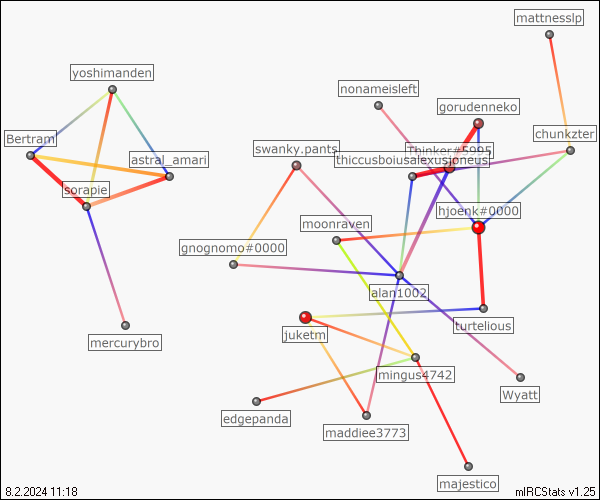 mattnesslp
yoshimanden
nonameisleft
gorudenneko
Bertram
chunkzter
swanky.pants
Thinker#5995
astral_amari
thiccusboiusalexusjoneus
sorapie
hjoenk#0000
moonraven
gnognomo#0000
alan1002
turtelious
juketm
mercurybro
mingus4742
Wyatt
edgepanda
maddiee3773
majestico
8.2.2024 11:18
mIRCStats v1.25